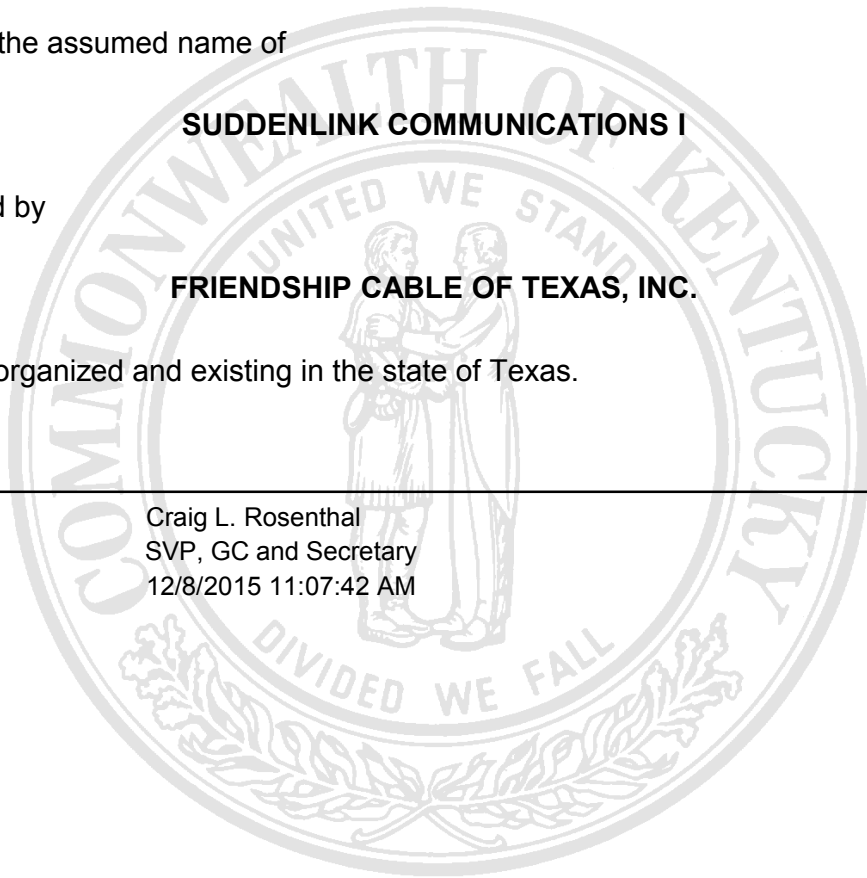 the assumed name of
SUDDENLINK COMMUNICATIONS I
d by
FRIENDSHIP CABLE OF TEXAS, INC.
organized and existing in the state of Texas.
Craig L. Rosenthal
SVP, GC and Secretary
12/8/2015 11:07:42 AM
COMMONWEALTH OF KENTUCKY
UNITED WE STAND
DIVIDED WE FALL